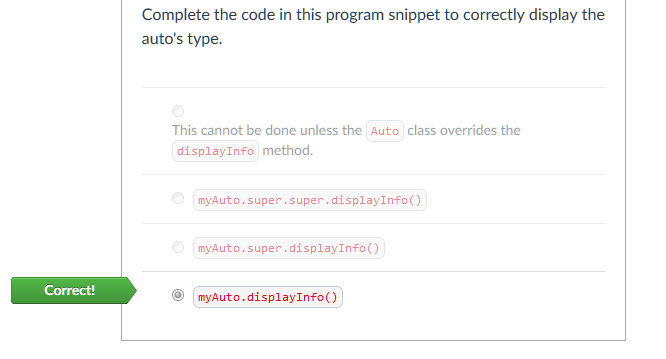 Complete the code in this program snippet to correctly display the
auto's type.
This cannot be done unless the Auto class overrides the
displayInfo method.
myAuto.super.super.displayInfo()
myAuto.super.displayInfo()
Correct!
myAuto.displayInfo()